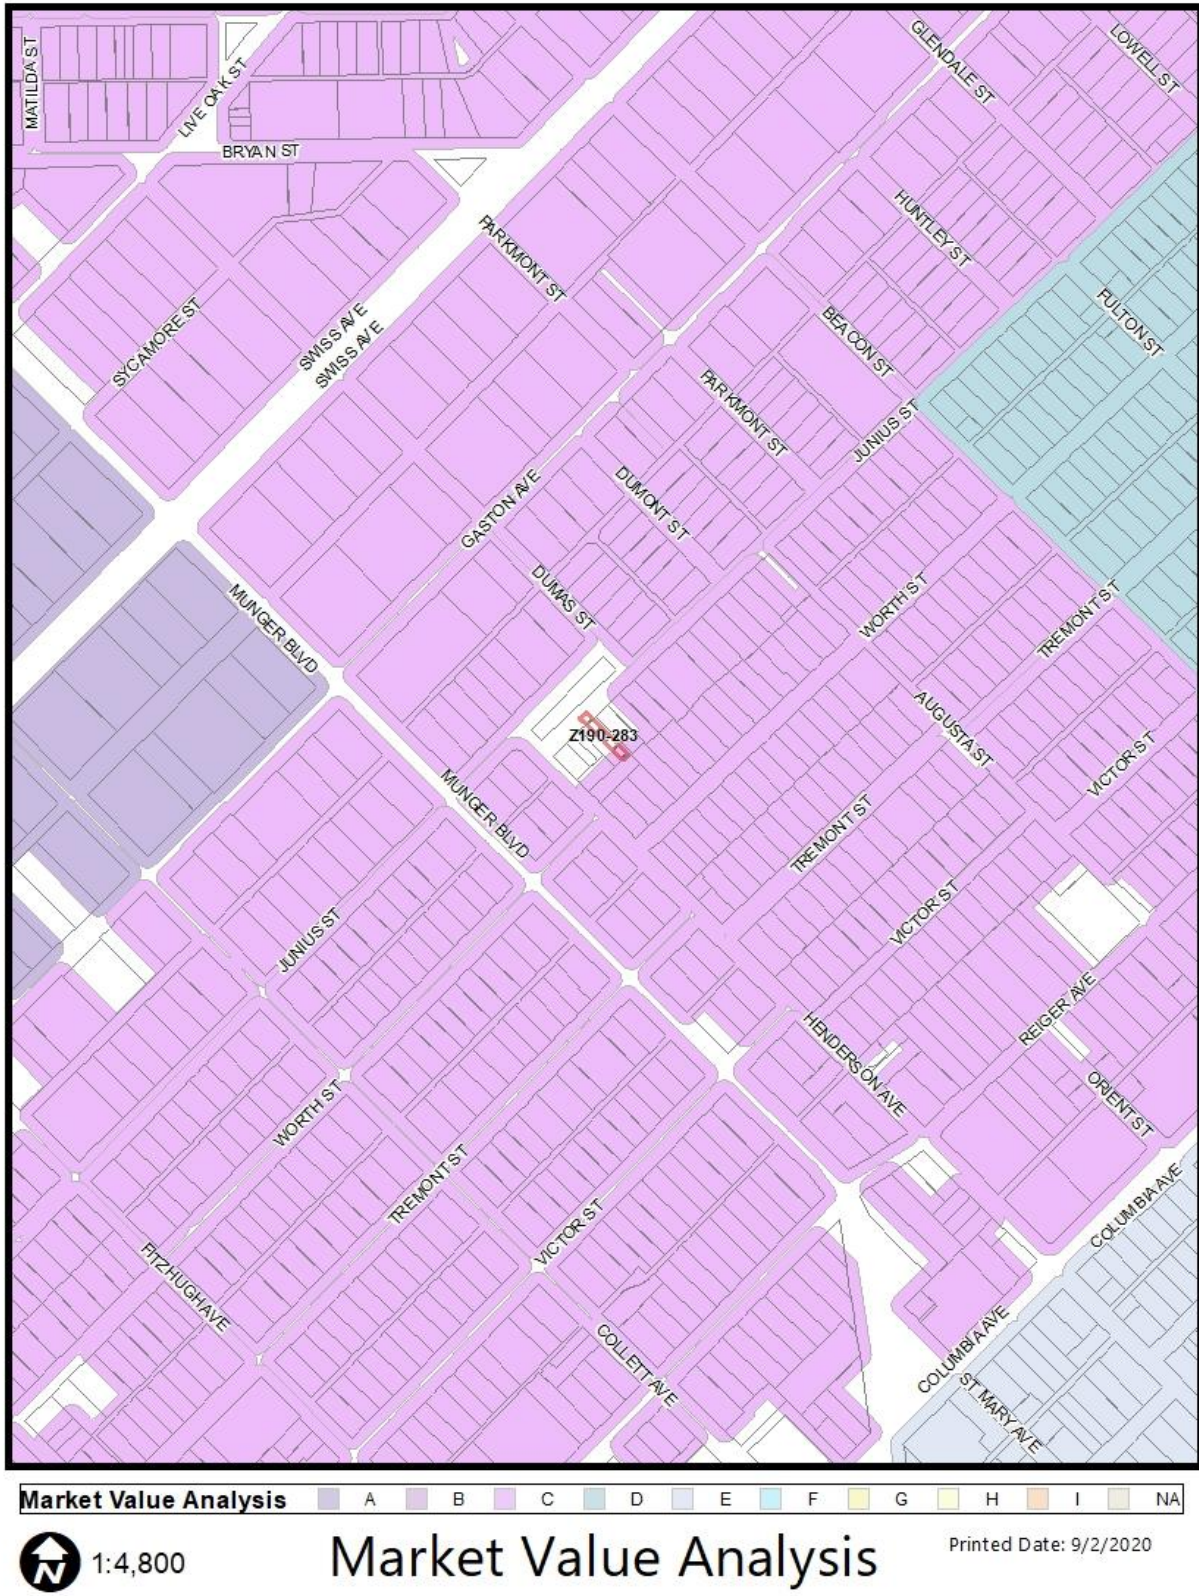 GLENDALE ST
LOWELL ST
MATILDA ST
LIVE OAK ST
BRYAN ST
HUNTLEY ST
PARKMONT ST
FULTON ST
SYCAMORE ST
SWISS AVE
SWISS AVE
BEACON ST
PARKMONT ST
JUNIUS ST
GASTON AVE
DUMONT ST
DUMAS ST
WORTH ST
TREMONT ST
MUNGER BLVD
AUGUSTA ST
Z190-283
VICTOR ST
MUNGER BLVD
TREMONT ST
VICTOR ST
JUNIUS ST
REIGER AVE
HENDERSON AVE
ORIENT ST
WORTH ST
TREMONT ST
VICTOR ST
COLUMBIA AVE
FITZHUGH AVE
COLLETT AVE
COLUMBIA AVE
ST MARY AVE
Market Value Analysis A B C D E F G H I NA
N 1:4,800
Market Value Analysis
Printed Date: 9/2/2020